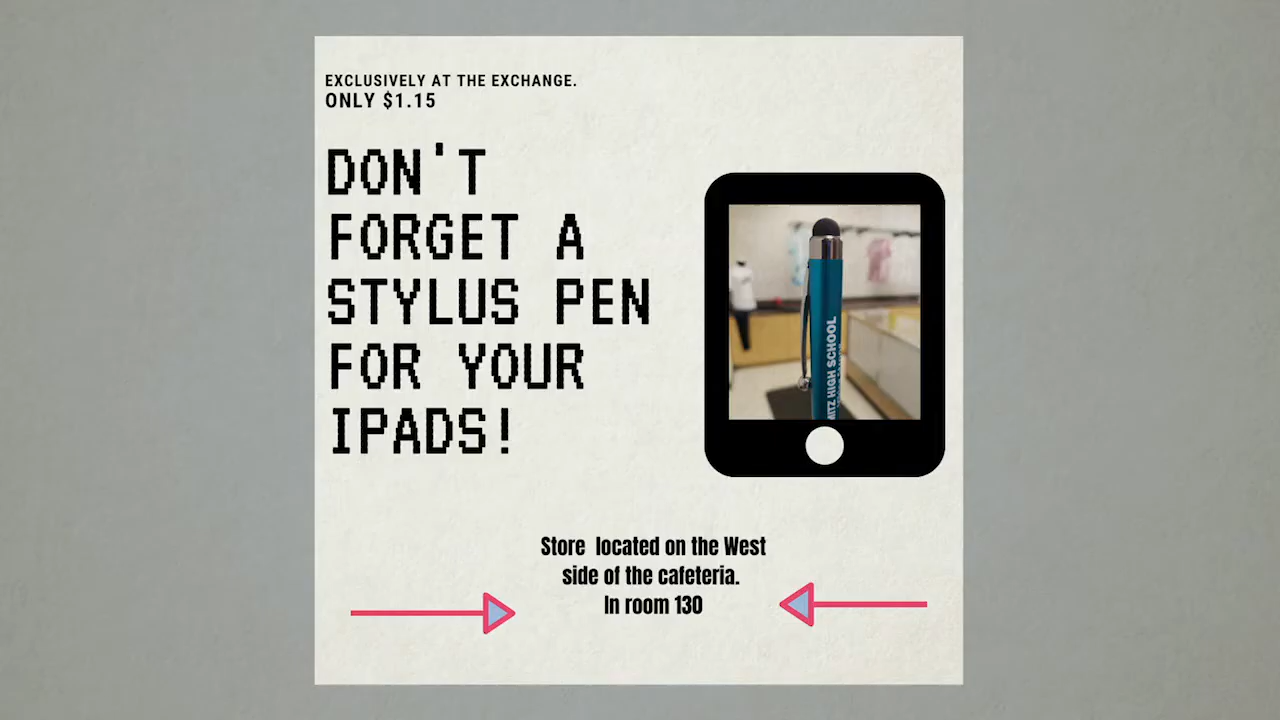 EXCLUSIVELY AT THE EXCHANGE.
ONLY $1.15
DON'T
FORGET A
STYLUS PEN
FOR YOUR
IPADS!
HIGH SCHOOL
Store located on the West
side of the cafeteria.
In room 130